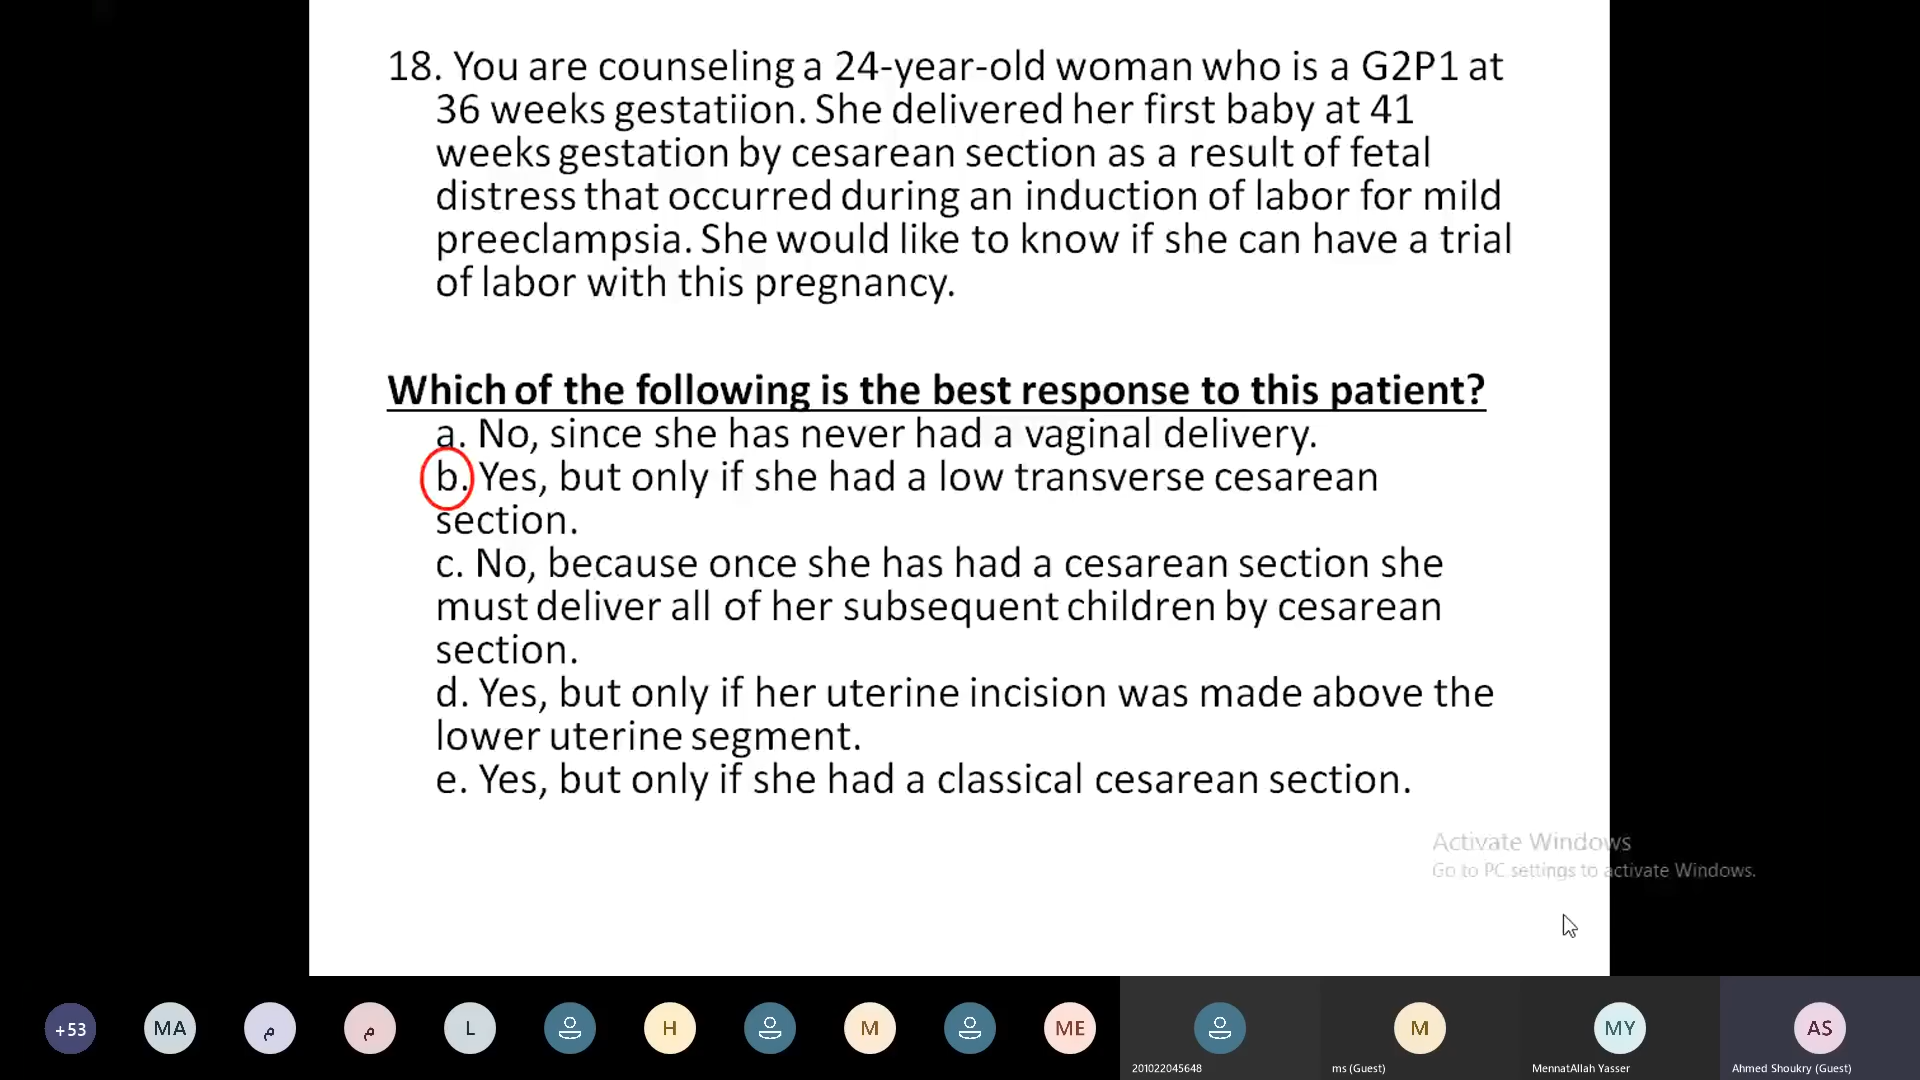 18. You are counseling a 24-year-old woman who is a G2P1 at
36 weeks gestatiion. She delivered her first baby at 41
weeks gestation by cesarean section as a result of fetal
distress that occurred during an induction of labor for mild
preeclampsia. She would like to know if she can have a trial
of labor with this pregnancy.
Which of the following is the best response to this patient?
a. No, since she has never had a vaginal delivery.
b. Yes, but only if she had a low transverse cesarean
section.
c. No, because once she has had a cesarean section she
must deliver all of her subsequent children by cesarean
section.
d. Yes, but only if her uterine incision was made above the
lower uterine segment.
e. Yes, but only if she had a classical cesarean section.
Activate Windows
Go to PC settings to activate Windows.
+53 MA م م L H M ME M MY AS
201022045648 ms (Guest) MennatAllah Yasser Ahmed Shoukry (Guest)